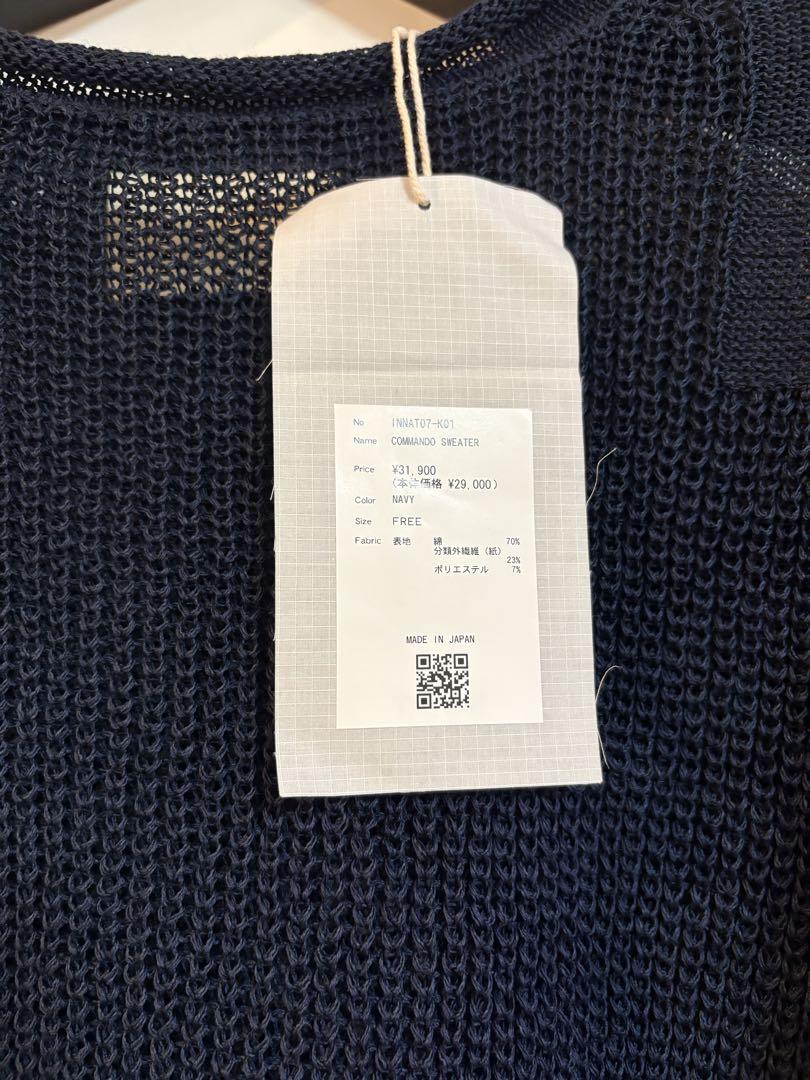 No INNAT07-K01
Name COMMANDO SWEATER
Price ¥31,900
(本体価格 ¥29,000)
Color NAVY
Size FREE
Fabric 表地 綿 70%
分類外繊維(紙)
23%
ポリエステル 7%
MADE IN JAPAN